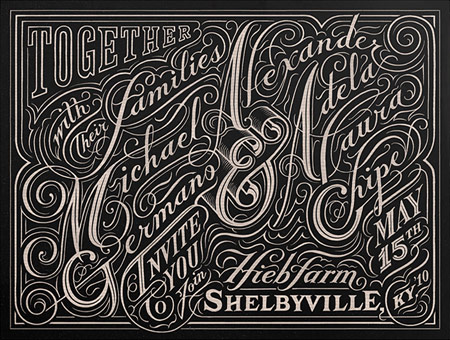 TOGETHER
with Their
Families
Michael
Germano
&
Alexander
Adela
Maura
Chipe
INVITE
YOU
TO Join
Hieb Farm
SHELBYVILLE
KY '10
MAY
15TH